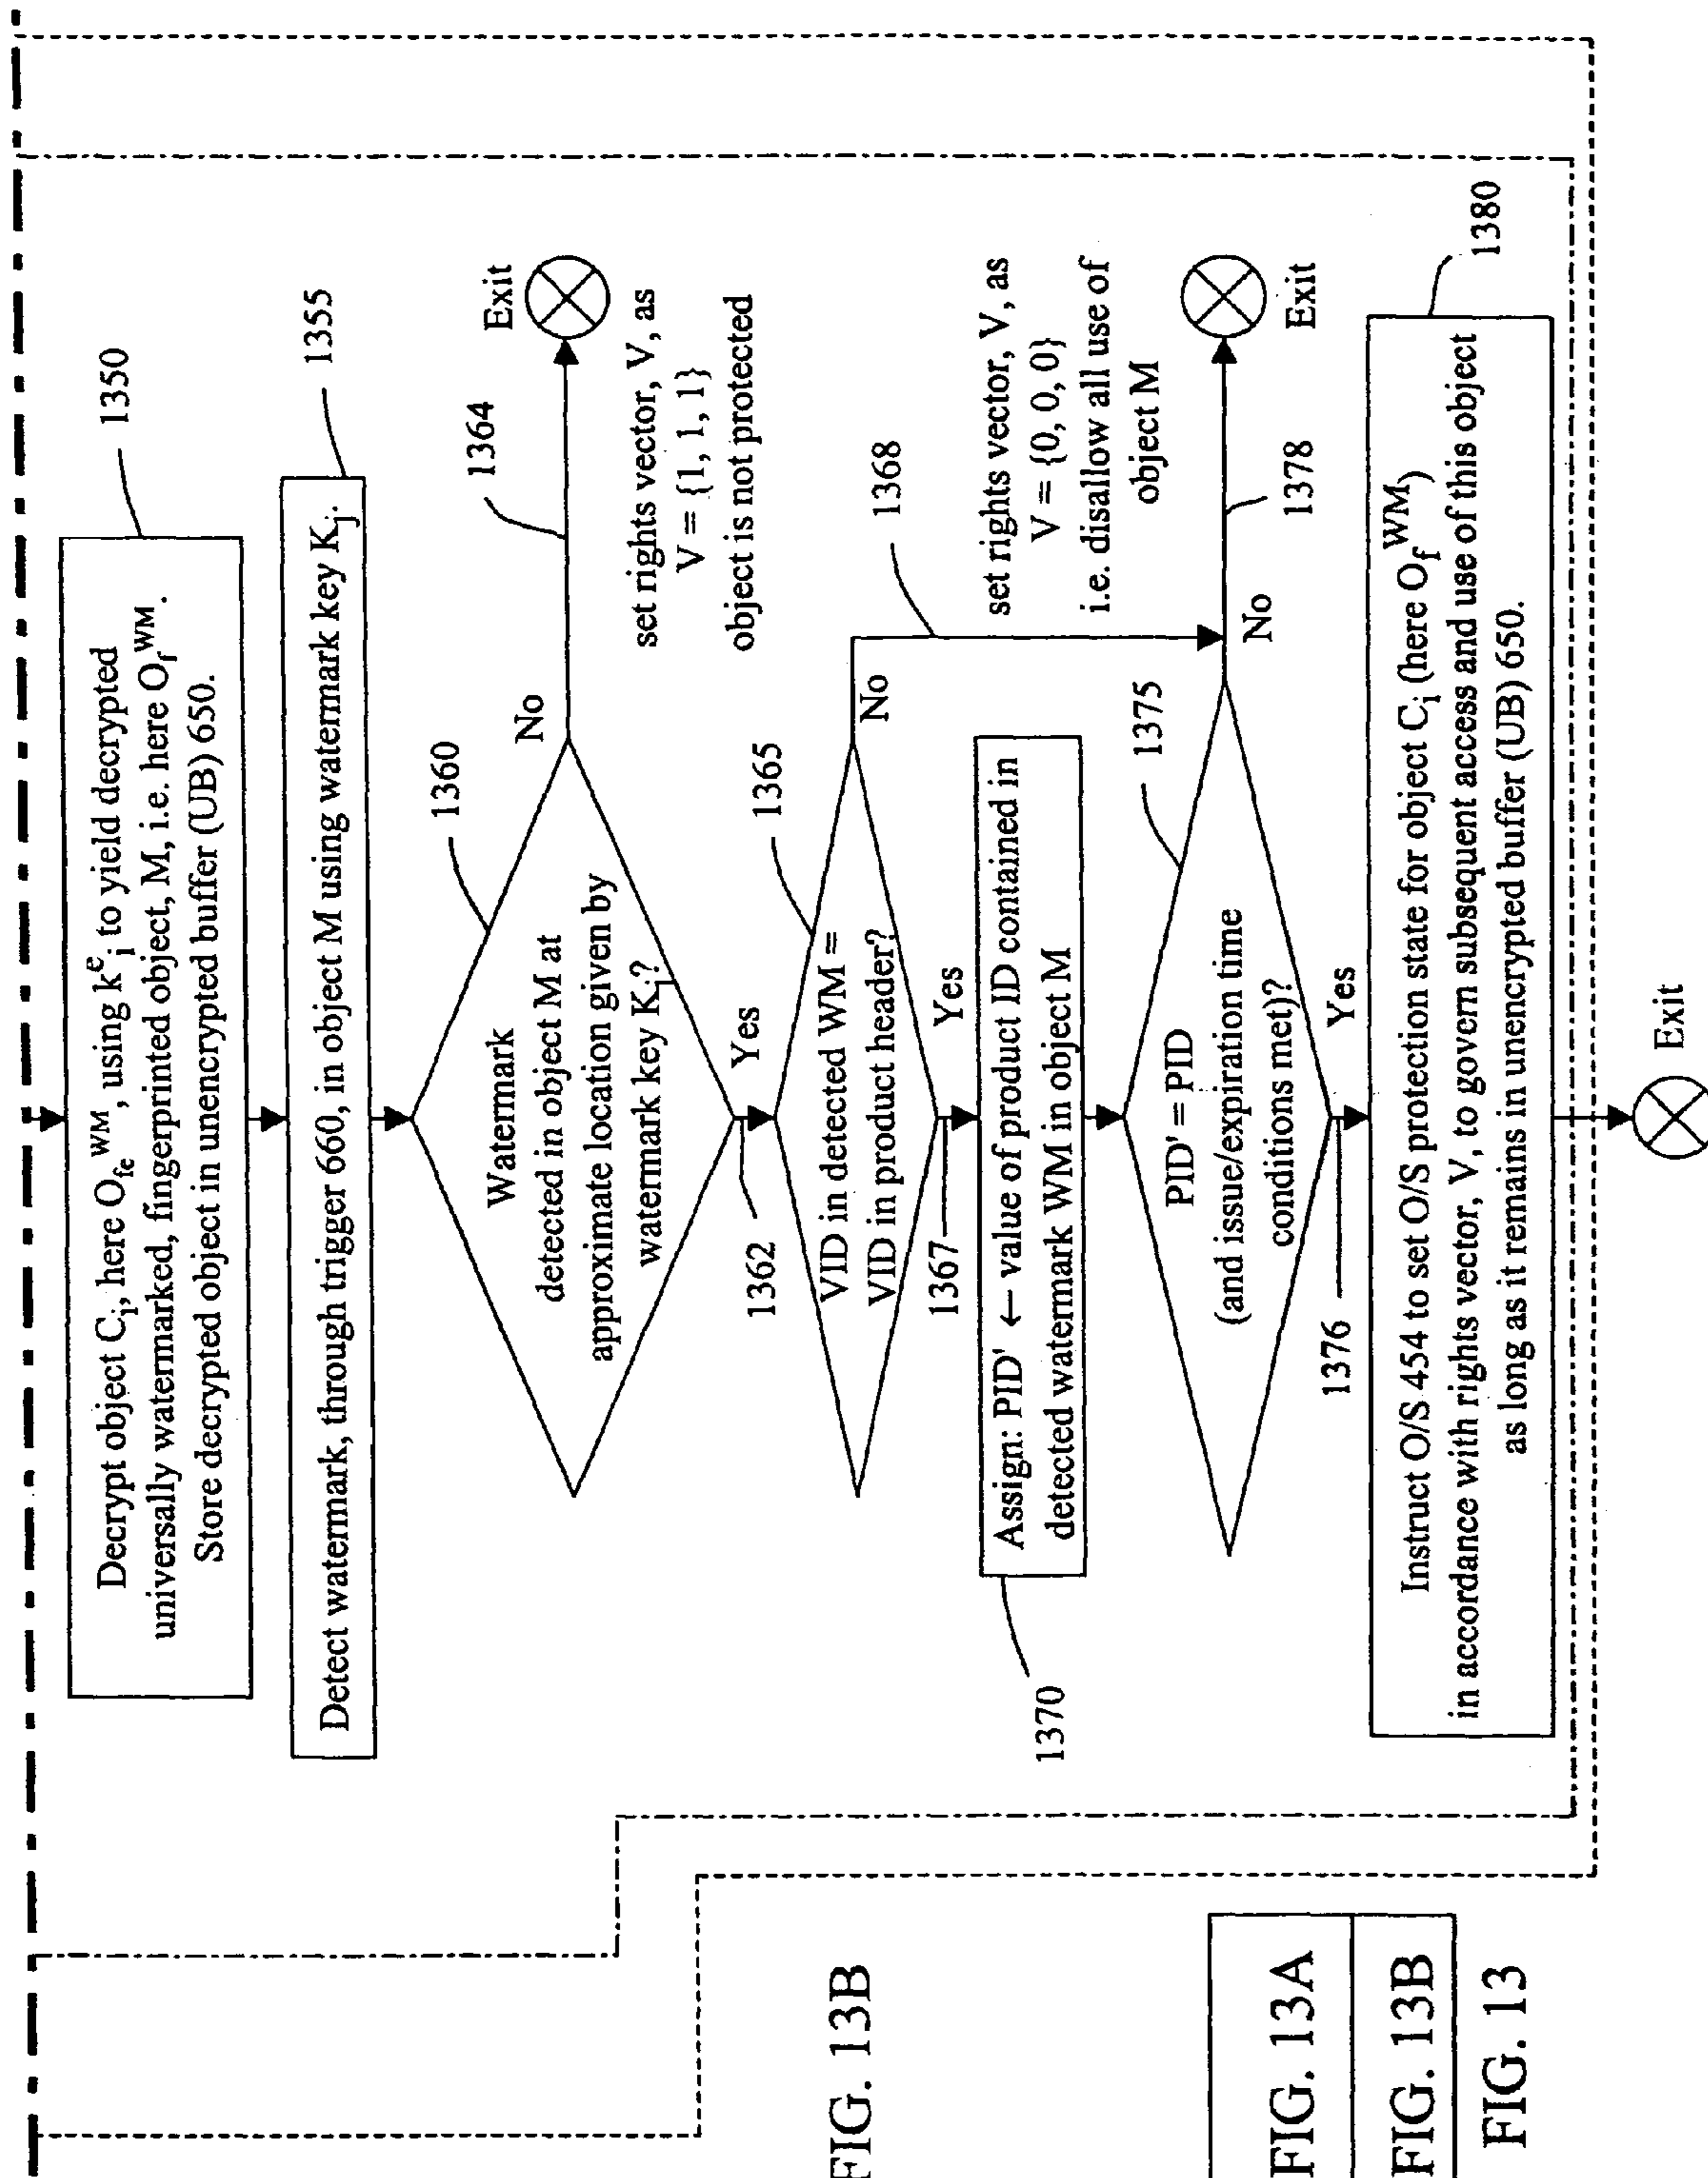 Decrypt object Cᵢ, here O_fe^WM, using k^e_i to yield decrypted
universally watermarked, fingerprinted object, M, i.e. here O_f^WM.
Store decrypted object in unencrypted buffer (UB) 650.
1350
Detect watermark, through trigger 660, in object M using watermark key K_j.
1355
Watermark
detected in object M at
approximate location given by
watermark key K_j?
1360
No
1364
Exit
set rights vector, V, as
V = {1, 1, 1}
object is not protected
Yes
1362
VID in detected WM =
VID in product header?
1365
No
1368
Yes
1367
Assign: PID' ← value of product ID contained in
detected watermark WM in object M
1370
set rights vector, V, as
V = {0, 0, 0}
i.e. disallow all use of
object M
PID' = PID
(and issue/expiration time
conditions met)?
1375
No
1378
Exit
Yes
1376
Instruct O/S 454 to set O/S protection state for object Cᵢ (here O_f^WM)
in accordance with rights vector, V, to govern subsequent access and use of this object
as long as it remains in unencrypted buffer (UB) 650.
1380
Exit
FIG. 13B
FIG. 13A
FIG. 13B
FIG. 13